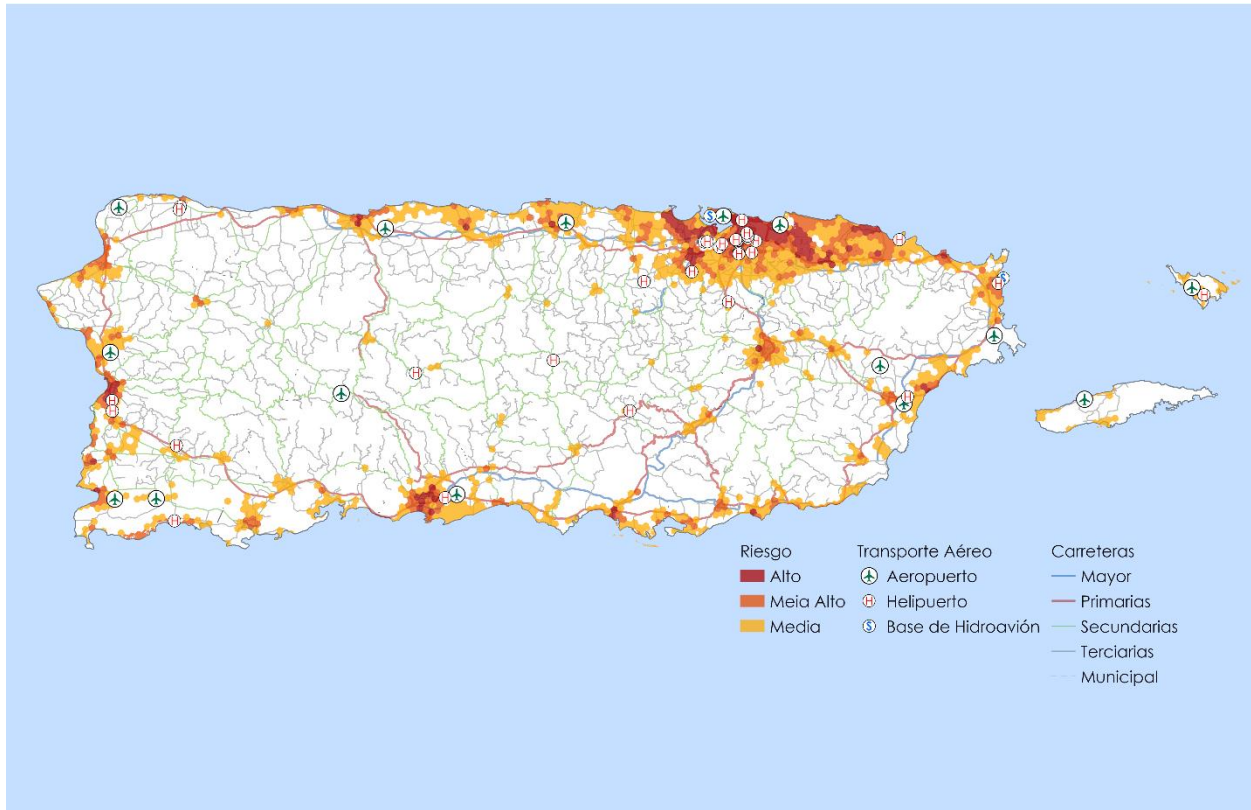 Riesgo
Alto
Meia Alto
Media
Transporte Aéreo
Aeropuerto
Helipuerto
Base de Hidroavión
Carreteras
Mayor
Primarias
Secundarias
Terciarias
Municipal